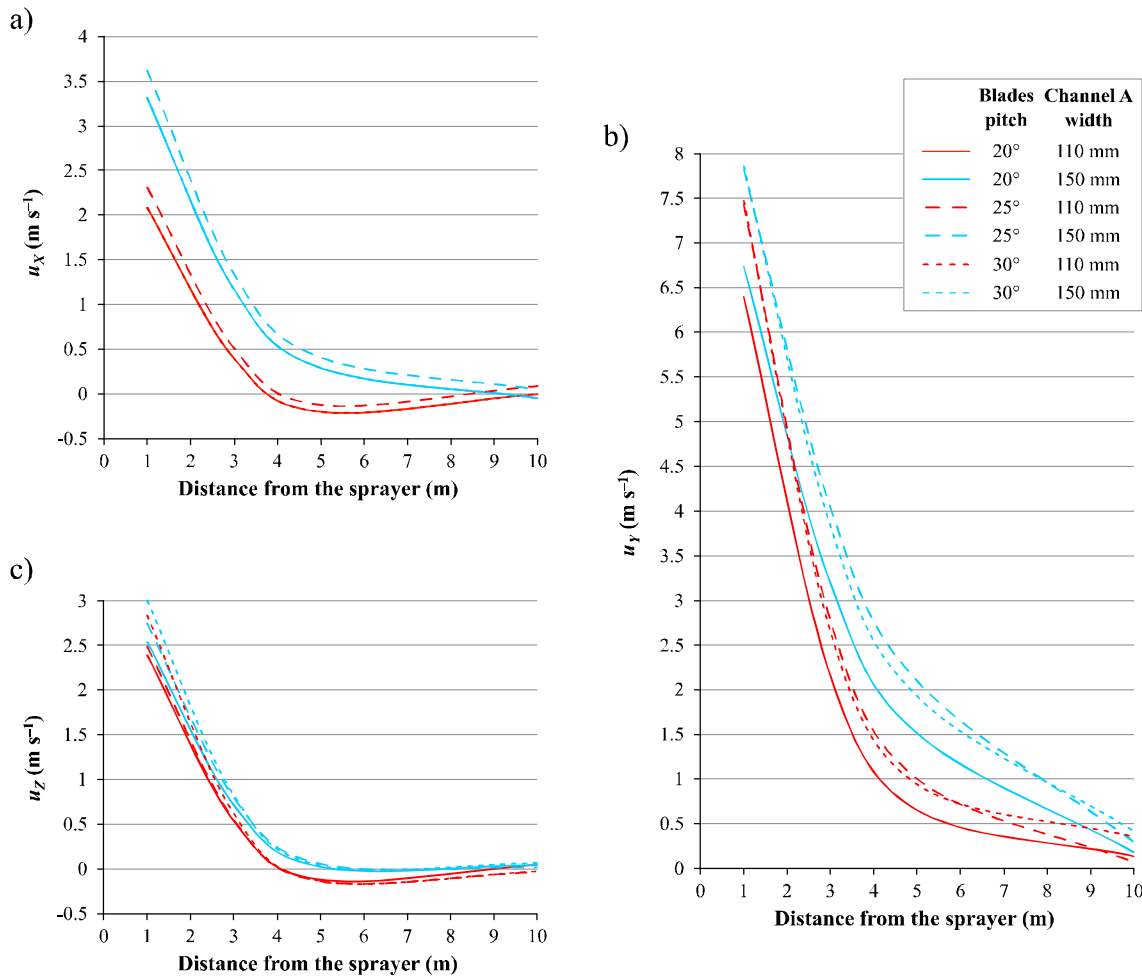 a)
4
3.5
3
2.5
2
1.5
1
0.5
0
-0.5
u_X (m s⁻¹)
0 1 2 3 4 5 6 7 8 9 10
Distance from the sprayer (m)
c)
3
2.5
2
1.5
1
0.5
0
-0.5
u_Z (m s⁻¹)
0 1 2 3 4 5 6 7 8 9 10
Distance from the sprayer (m)
b)
8
7.5
7
6.5
6
5.5
5
4.5
4
3.5
3
2.5
2
1.5
1
0.5
0
u_Y (m s⁻¹)
0 1 2 3 4 5 6 7 8 9 10
Distance from the sprayer (m)
Blades Channel A
pitch width
20° 110 mm
20° 150 mm
25° 110 mm
25° 150 mm
30° 110 mm
30° 150 mm